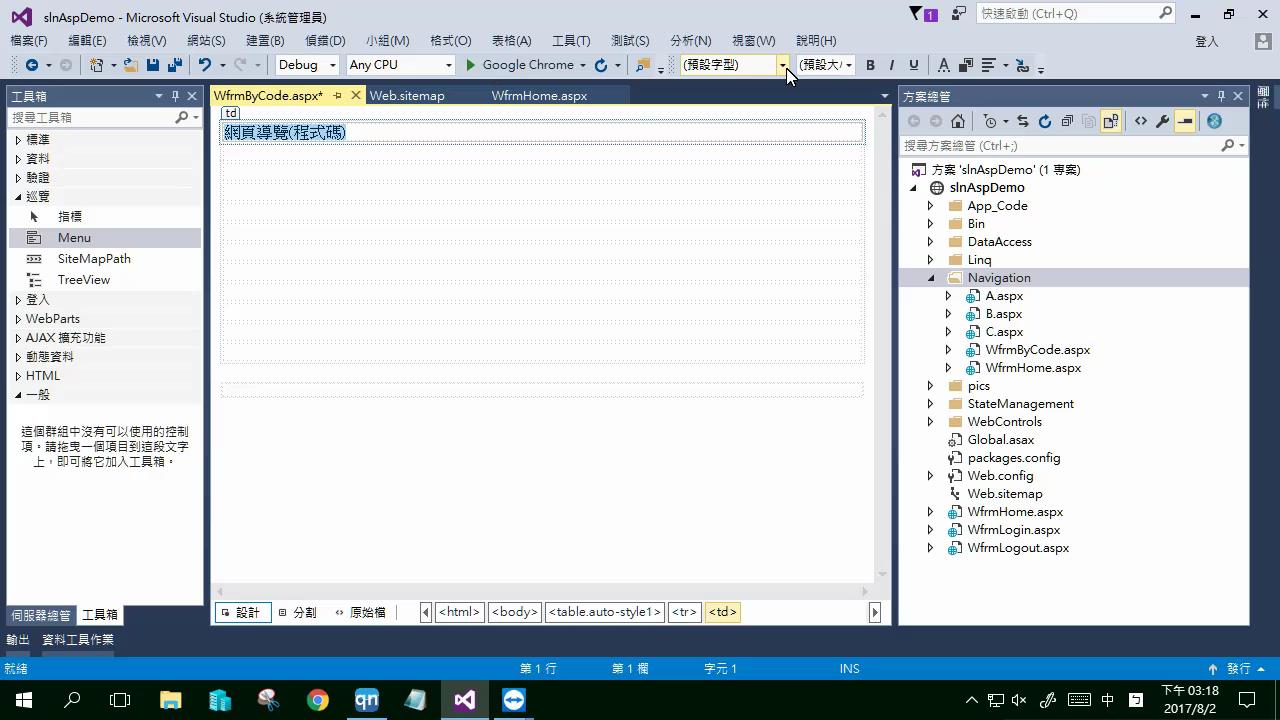 slnAspDemo - Microsoft Visual Studio (系統管理員)
1
快速啟動 (Ctrl+Q)
檔案(F) 編輯(E) 檢視(V) 網站(S) 建置(B) 偵錯(D) 小組(M) 格式(O) 表格(A) 工具(T) 測試(S) 分析(N) 視窗(W) 說明(H)
登入
Debug Any CPU Google Chrome (預設字型) (預設大 B I U A
工具箱
WfrmByCode.aspx* Web.sitemap WfrmHome.aspx
方案總管
搜尋工具箱
搜尋方案總管 (Ctrl+;)
標準
資料
驗證
巡覽
指標
Menu
SiteMapPath
TreeView
登入
WebParts
AJAX 擴充功能
動態資料
HTML
一般
這個群組中沒有可以使用的控制
項。請拖曳一個項目到這段文字
上，即可將它加入工具箱。
伺服器總管 工具箱
td
網頁導覽(程式碼)
設計 分割 原始檔 <html> <body> <table.auto-style1> <tr> <td>
方案 'slnAspDemo' (1 專案)
slnAspDemo
App_Code
Bin
DataAccess
Linq
Navigation
A.aspx
B.aspx
C.aspx
WfrmByCode.aspx
WfrmHome.aspx
pics
StateManagement
WebControls
Global.asax
packages.config
Web.config
Web.sitemap
WfrmHome.aspx
WfrmLogin.aspx
WfrmLogout.aspx
輸出 資料工具作業
就緒 第 1 行 第 1 欄 字元 1 INS 發行
qn
中
下午 03:18
2017/8/2